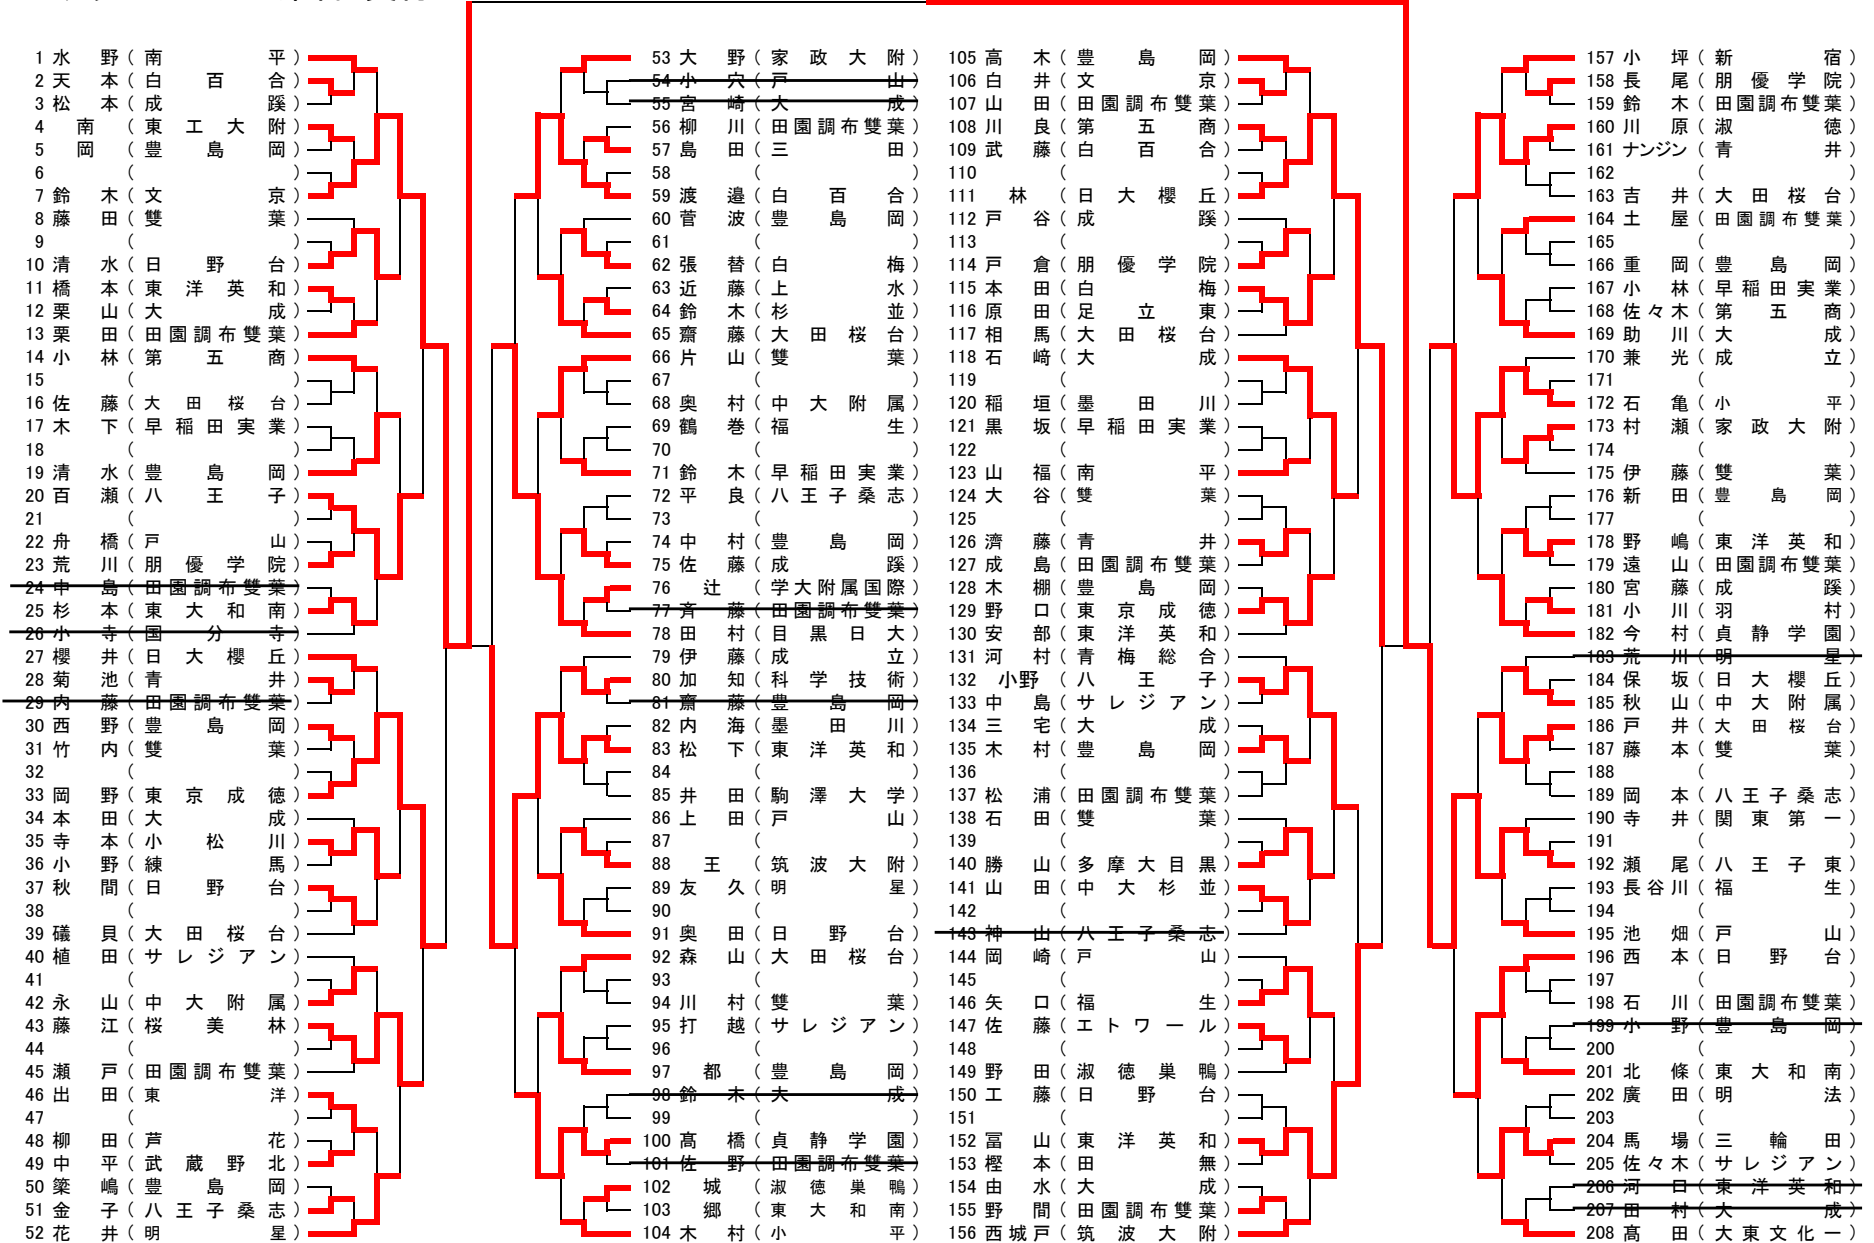 1 水野（南平）
2 天本（白百合）
3 松本（成蹊）
4 南（東工大附）
5 岡（豊島岡）
6（ ）
7 鈴木（文京）
8 藤田（雙葉）
9（ ）
10 清水（日野台）
11 橋本（東洋英和）
12 栗山（大成）
13 栗田（田園調布雙葉）
14 小林（第五商）
15（ ）
16 佐藤（大田桜台）
17 木下（早稲田実業）
18（ ）
19 清水（豊島岡）
20 百瀬（八王子）
21（ ）
22 舟橋（戸山）
23 荒川（朋優学院）
24 中島（田園調布雙葉）
25 杉本（東大和南）
26 小寺（国分寺）
27 櫻井（日大櫻丘）
28 菊池（青井）
29 内藤（田園調布雙葉）
30 西野（豊島岡）
31 竹内（雙葉）
32（ ）
33 岡野（東京成徳）
34 本田（大成）
35 寺本（小松川）
36 小野（練馬）
37 秋間（日野台）
38（ ）
39 礒貝（大田桜台）
40 植田（サレジアン）
41（ ）
42 永山（中大附属）
43 藤江（桜美林）
44（ ）
45 瀬戸（田園調布雙葉）
46 出田（東洋）
47（ ）
48 柳田（芦花）
49 中平（武蔵野北）
50 簗嶋（豊島岡）
51 金子（八王子桑志）
52 花井（明星）
53 大野（家政大附）
54 小穴（戸山）
55 宮崎（大成）
56 柳川（田園調布雙葉）
57 島田（三田）
58（ ）
59 渡邉（白百合）
60 菅波（豊島岡）
61（ ）
62 張替（白梅）
63 近藤（上水）
64 鈴木（杉並）
65 齋藤（大田桜台）
66 片山（雙葉）
67（ ）
68 奥村（中大附属）
69 鶴巻（福生）
70（ ）
71 鈴木（早稲田実業）
72 平良（八王子桑志）
73（ ）
74 中村（豊島岡）
75 佐藤（成蹊）
76 辻（学大附属国際）
77 斉藤（田園調布雙葉）
78 田村（目黒日大）
79 伊藤（成立）
80 加知（科学技術）
81 齋藤（豊島岡）
82 内海（墨田川）
83 松下（東洋英和）
84（ ）
85 井田（駒澤大学）
86 上田（戸山）
87（ ）
88 王（筑波大附）
89 友久（明星）
90（ ）
91 奥田（日野台）
92 森山（大田桜台）
93（ ）
94 川村（雙葉）
95 打越（サレジアン）
96（ ）
97 都（豊島岡）
98 鈴木（大成）
99（ ）
100 髙橋（貞静学園）
101 佐野（田園調布雙葉）
102 城（淑徳巣鴨）
103 郷（東大和南）
104 木村（小平）
105 高木（豊島岡）
106 白井（文京）
107 山田（田園調布雙葉）
108 川良（第五商）
109 武藤（白百合）
110（ ）
111 林（日大櫻丘）
112 戸谷（成蹊）
113（ ）
114 戸倉（朋優学院）
115 本田（白梅）
116 原田（足立東）
117 相馬（大田桜台）
118 石﨑（大成）
119（ ）
120 稲垣（墨田川）
121 黒坂（早稲田実業）
122（ ）
123 山福（南平）
124 大谷（雙葉）
125（ ）
126 濟藤（青井）
127 成島（田園調布雙葉）
128 木棚（豊島岡）
129 野口（東京成徳）
130 安部（東洋英和）
131 河村（青梅総合）
132 小野（八王子）
133 中島（サレジアン）
134 三宅（大成）
135 木村（豊島岡）
136（ ）
137 松浦（田園調布雙葉）
138 石田（雙葉）
139（ ）
140 勝山（多摩大目黒）
141 山田（中大杉並）
142（ ）
143 神山（八王子桑志）
144 岡崎（戸山）
145（ ）
146 矢口（福生）
147 佐藤（エトワール）
148（ ）
149 野田（淑徳巣鴨）
150 工藤（日野台）
151（ ）
152 冨山（東洋英和）
153 樫本（田無）
154 由水（大成）
155 野間（田園調布雙葉）
156 西城戸（筑波大附）
157 小坪（新宿）
158 長尾（朋優学院）
159 鈴木（田園調布雙葉）
160 川原（淑徳）
161 ナンジン（青井）
162（ ）
163 吉井（大田桜台）
164 土屋（田園調布雙葉）
165（ ）
166 重岡（豊島岡）
167 小林（早稲田実業）
168 佐々木（第五商）
169 助川（大成）
170 兼光（成立）
171（ ）
172 石亀（小平）
173 村瀬（家政大附）
174（ ）
175 伊藤（雙葉）
176 新田（豊島岡）
177（ ）
178 野嶋（東洋英和）
179 遠山（田園調布雙葉）
180 宮藤（成蹊）
181 小川（羽村）
182 今村（貞静学園）
183 荒川（明星）
184 保坂（日大櫻丘）
185 秋山（中大附属）
186 戸井（大田桜台）
187 藤本（雙葉）
188（ ）
189 岡本（八王子桑志）
190 寺井（関東第一）
191（ ）
192 瀬尾（八王子東）
193 長谷川（福生）
194（ ）
195 池畑（戸山）
196 西本（日野台）
197（ ）
198 石川（田園調布雙葉）
199 小野（豊島岡）
200（ ）
201 北條（東大和南）
202 廣田（明法）
203（ ）
204 馬場（三輪田）
205 佐々木（サレジアン）
206 河口（東洋英和）
207 田村（大成）
208 髙田（大東文化一）